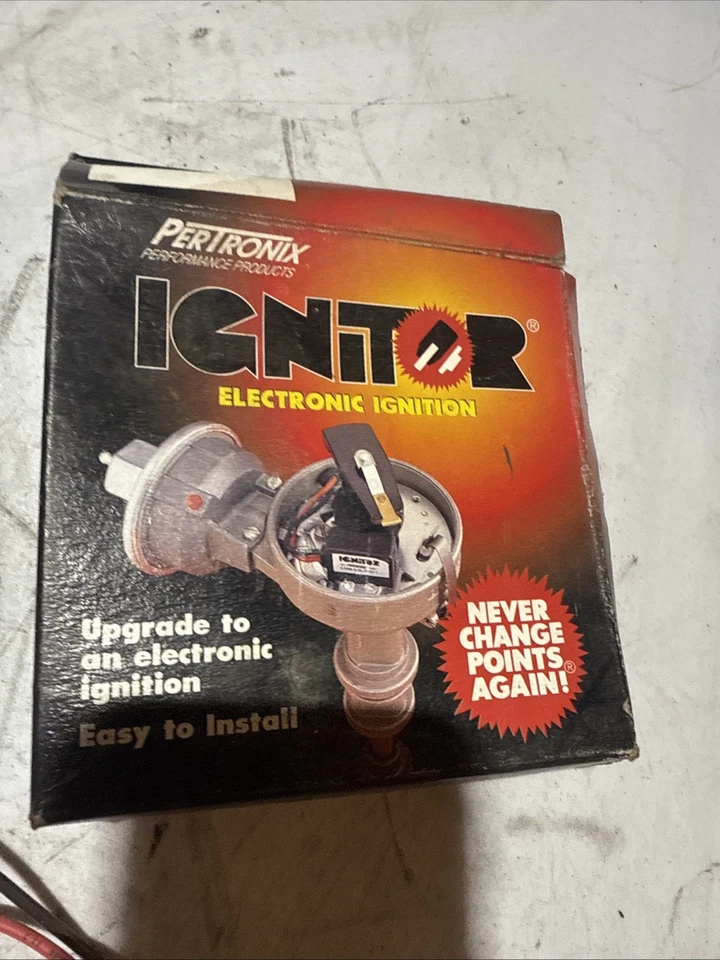 PERTRONIX
PERFORMANCE PRODUCTS
IGNITOR®
ELECTRONIC IGNITION
IGNITOR
Upgrade to
an electronic
ignition
Easy to Install
NEVER
CHANGE
POINTS®
AGAIN!